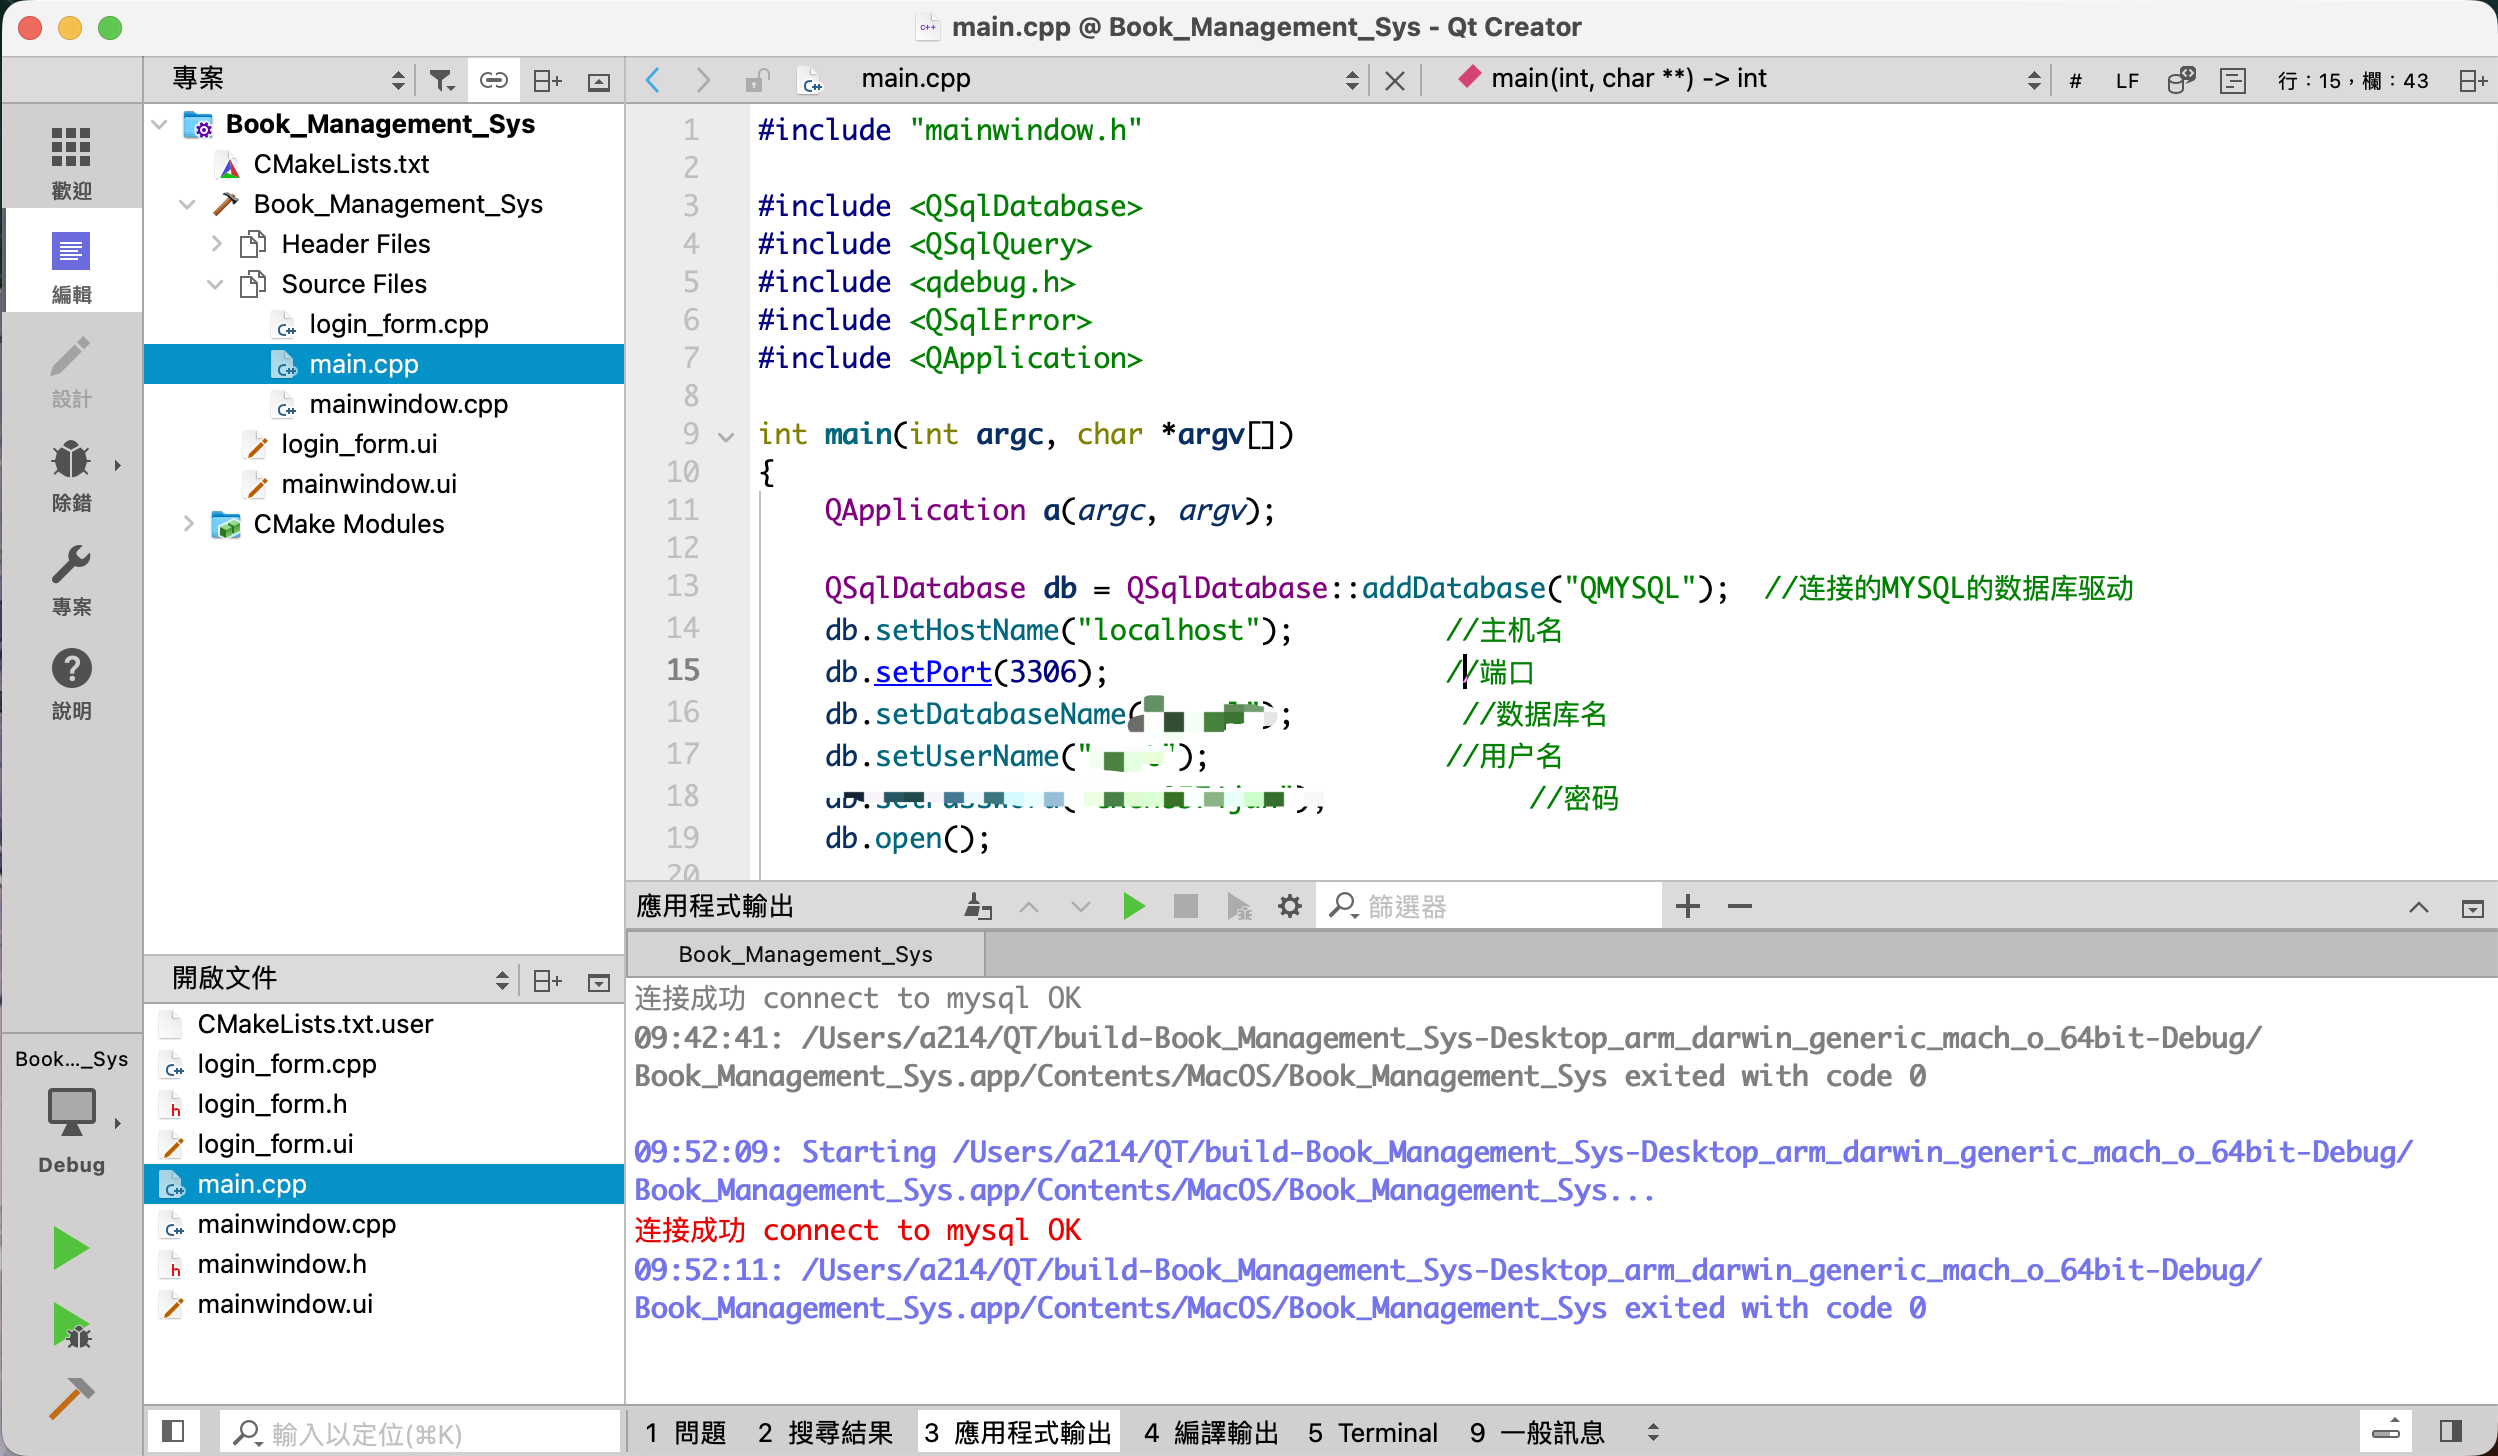 main.cpp @ Book_Management_Sys - Qt Creator
專案
main.cpp
main(int, char **) -> int
#
LF
行：15，欄：43
歡迎
編輯
設計
除錯
專案
說明
Book_Management_Sys
CMakeLists.txt
Book_Management_Sys
Header Files
Source Files
login_form.cpp
main.cpp
mainwindow.cpp
login_form.ui
mainwindow.ui
CMake Modules
1 #include "mainwindow.h"
2
3 #include <QSqlDatabase>
4 #include <QSqlQuery>
5 #include <qdebug.h>
6 #include <QSqlError>
7 #include <QApplication>
8
9 int main(int argc, char *argv[])
10 {
11 QApplication a(argc, argv);
12
13 QSqlDatabase db = QSqlDatabase::addDatabase("QMYSQL"); //连接的MYSQL的数据库驱动
14 db.setHostName("localhost"); //主机名
15 db.setPort(3306); //端口
16 db.setDatabaseName( "); //数据库名
17 db.setUserName(" "); //用户名
18 //密码
19 db.open();
20
開啟文件
CMakeLists.txt.user
login_form.cpp
login_form.h
login_form.ui
main.cpp
mainwindow.cpp
mainwindow.h
mainwindow.ui
Book..._Sys
Debug
應用程式輸出
篩選器
Book_Management_Sys
连接成功 connect to mysql OK
09:42:41: /Users/a214/QT/build-Book_Management_Sys-Desktop_arm_darwin_generic_mach_o_64bit-Debug/
Book_Management_Sys.app/Contents/MacOS/Book_Management_Sys exited with code 0
09:52:09: Starting /Users/a214/QT/build-Book_Management_Sys-Desktop_arm_darwin_generic_mach_o_64bit-Debug/
Book_Management_Sys.app/Contents/MacOS/Book_Management_Sys...
连接成功 connect to mysql OK
09:52:11: /Users/a214/QT/build-Book_Management_Sys-Desktop_arm_darwin_generic_mach_o_64bit-Debug/
Book_Management_Sys.app/Contents/MacOS/Book_Management_Sys exited with code 0
輸入以定位(⌘K)
1 問題
2 搜尋結果
3 應用程式輸出
4 編譯輸出
5 Terminal
9 一般訊息